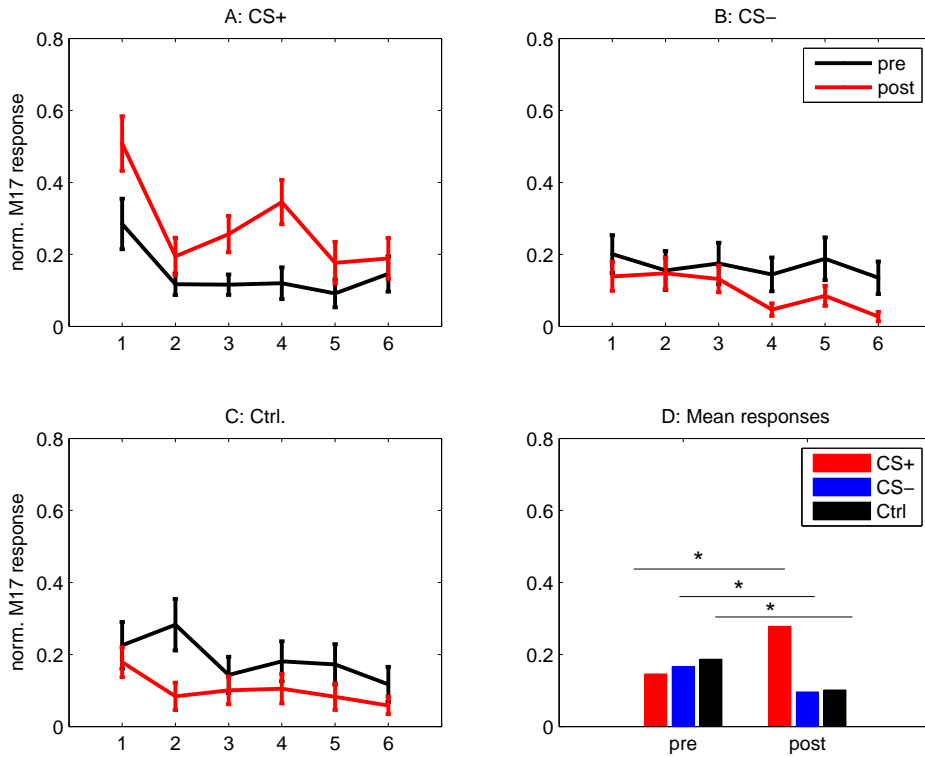 A: CS+
0.8
0.6
0.4
0.2
0
norm. M17 response
1 2 3 4 5 6
B: CS−
0.8
0.6
0.4
0.2
0
pre
post
1 2 3 4 5 6
C: Ctrl.
0.8
0.6
0.4
0.2
0
norm. M17 response
1 2 3 4 5 6
D: Mean responses
0.8
0.6
0.4
0.2
0
CS+
CS−
Ctrl
*
*
*
pre post